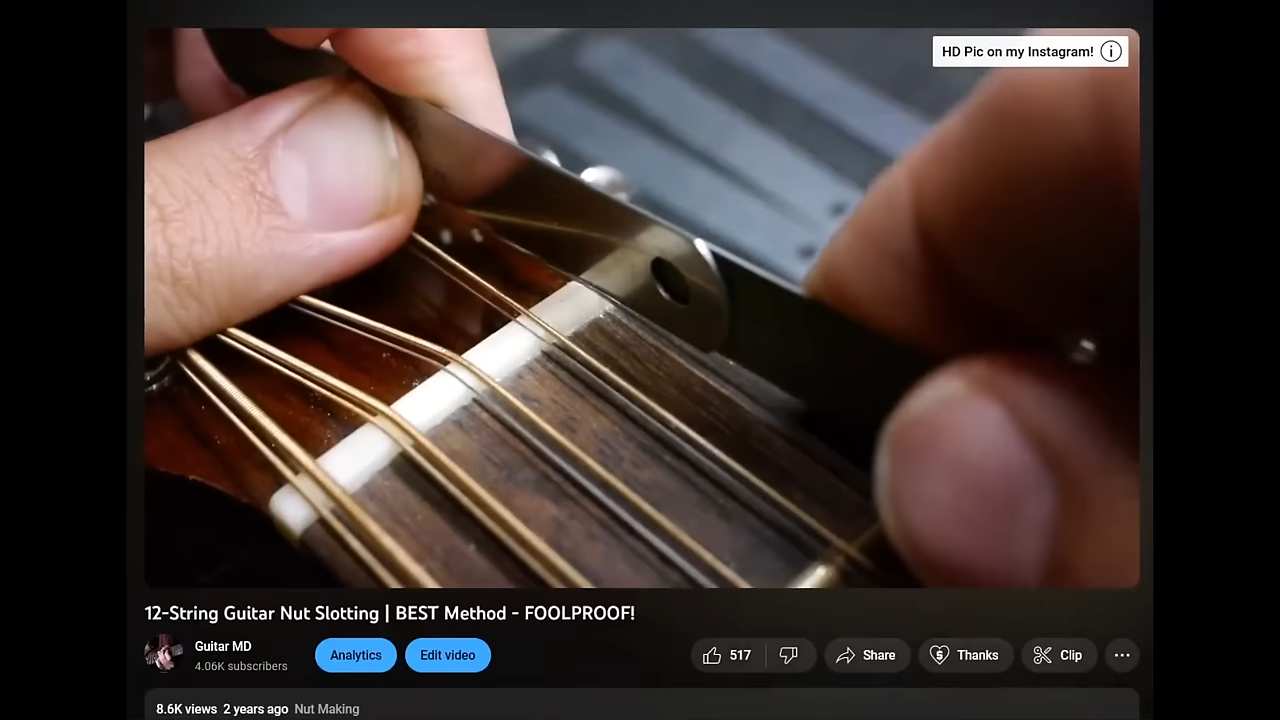 HD Pic on my Instagram!
12-String Guitar Nut Slotting | BEST Method - FOOLPROOF!
Guitar MD
4.06K subscribers
Analytics
Edit video
517
Share
Thanks
Clip
8.6K views 2 years ago Nut Making